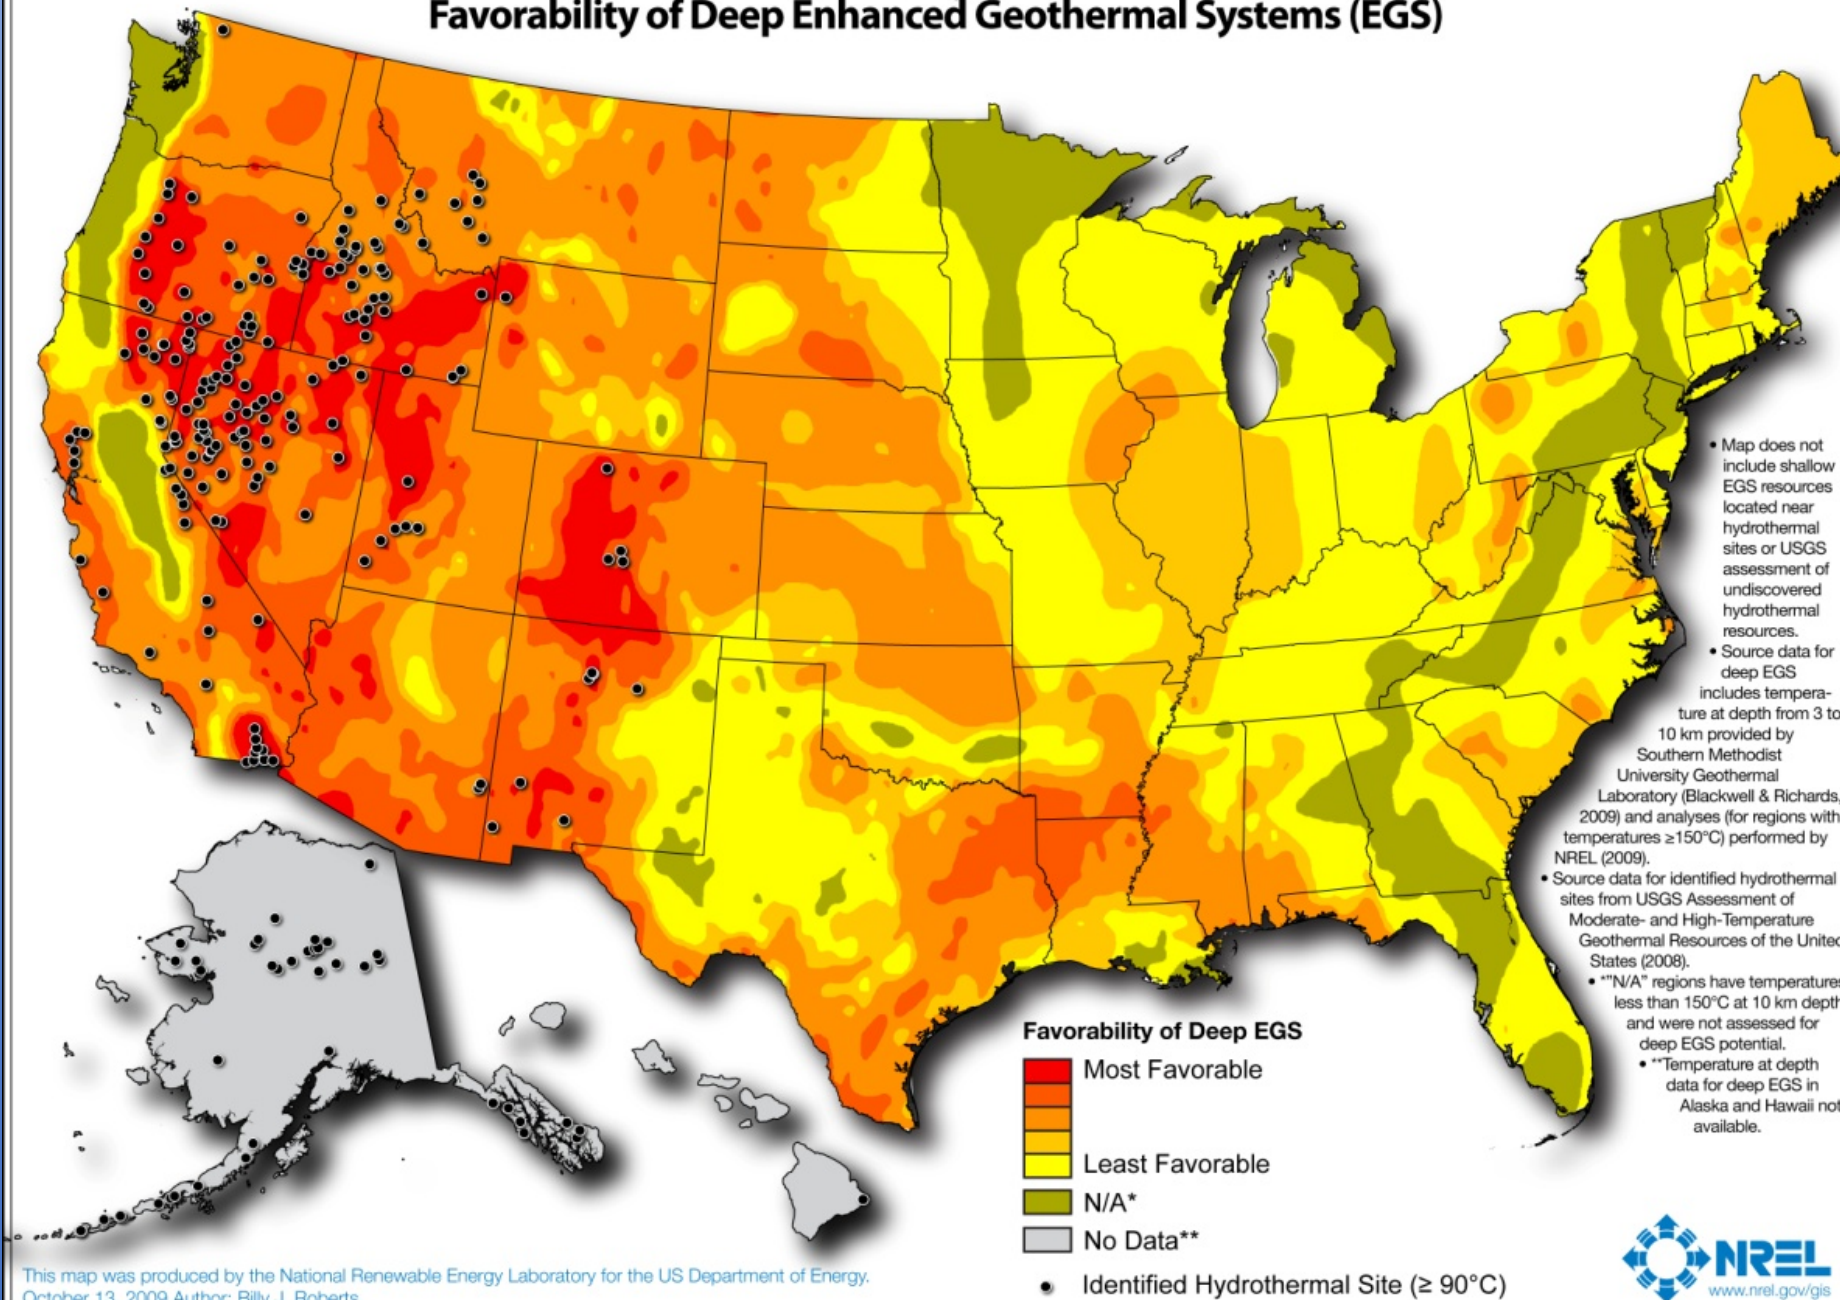 Favorability of Deep Enhanced Geothermal Systems (EGS)
• Map does not
include shallow
EGS resources
located near
hydrothermal
sites or USGS
assessment of
undiscovered
hydrothermal
resources.
• Source data for
deep EGS
includes tempera-
ture at depth from 3 to
10 km provided by
Southern Methodist
University Geothermal
Laboratory (Blackwell & Richards,
2009) and analyses (for regions with
temperatures ≥150°C) performed by
NREL (2009).
• Source data for identified hydrothermal
sites from USGS Assessment of
Moderate- and High-Temperature
Geothermal Resources of the United
States (2008).
• *"N/A" regions have temperatures
less than 150°C at 10 km depth
and were not assessed for
deep EGS potential.
• **Temperature at depth
data for deep EGS in
Alaska and Hawaii not
available.
Favorability of Deep EGS
Most Favorable
Least Favorable
N/A*
No Data**
Identified Hydrothermal Site (≥ 90°C)
This map was produced by the National Renewable Energy Laboratory for the US Department of Energy.
October 13, 2009 Author: Billy J. Roberts
NREL
www.nrel.gov/gis